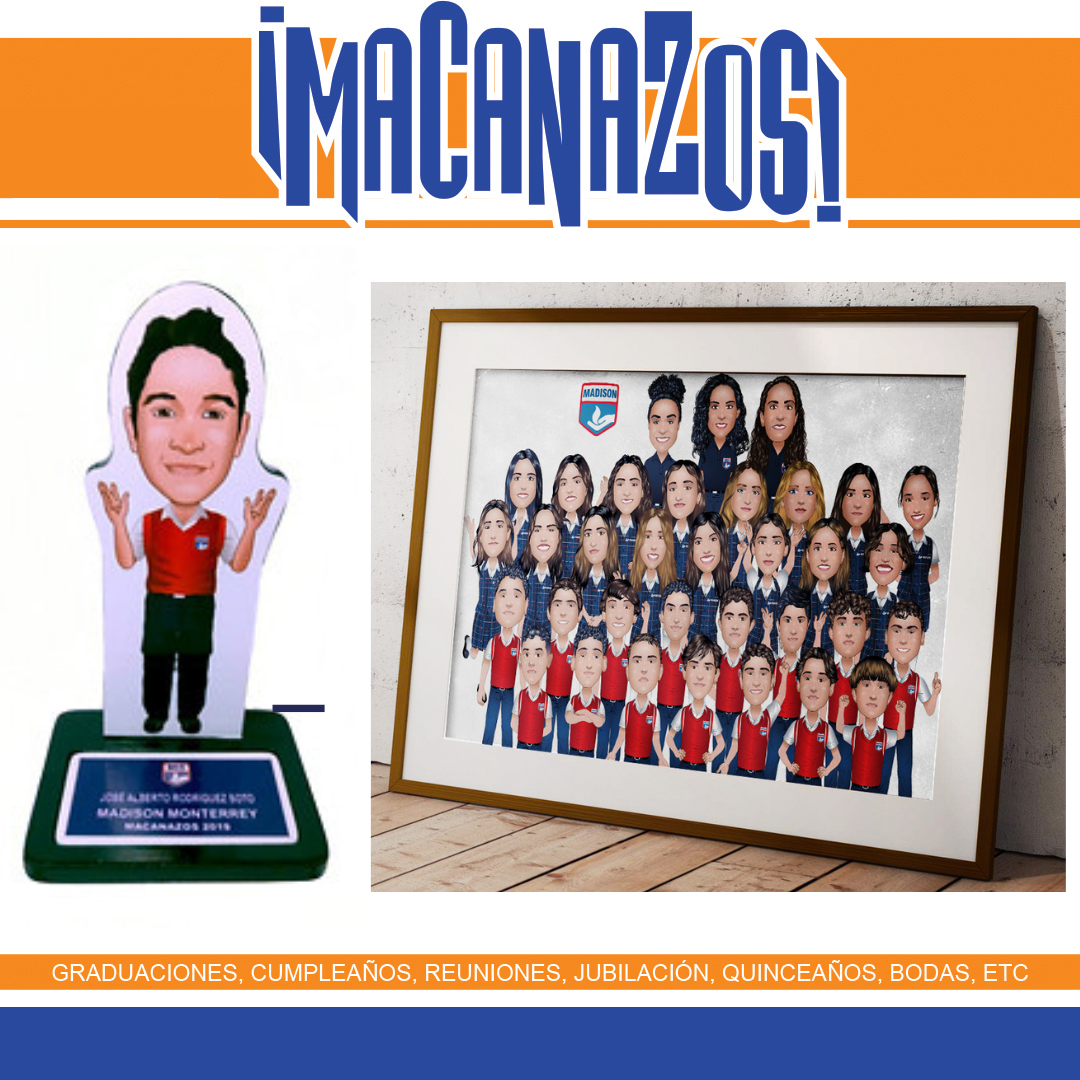 ¡MACANAZOS!
MADISON
JOSÉ ALBERTO RODRIGUEZ SOTO
MADISON MONTERREY
MACANAZOS 2019
GRADUACIONES, CUMPLEAÑOS, REUNIONES, JUBILACIÓN, QUINCEAÑOS, BODAS, ETC